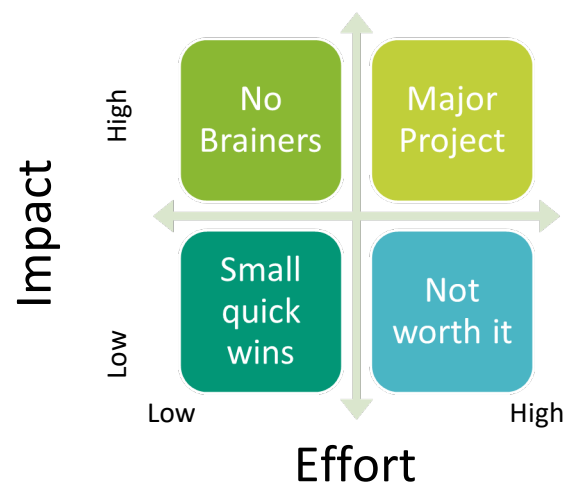 High
No
Brainers
Major
Project
Impact
Small
quick
wins
Not
worth it
Low
Low
High
Effort